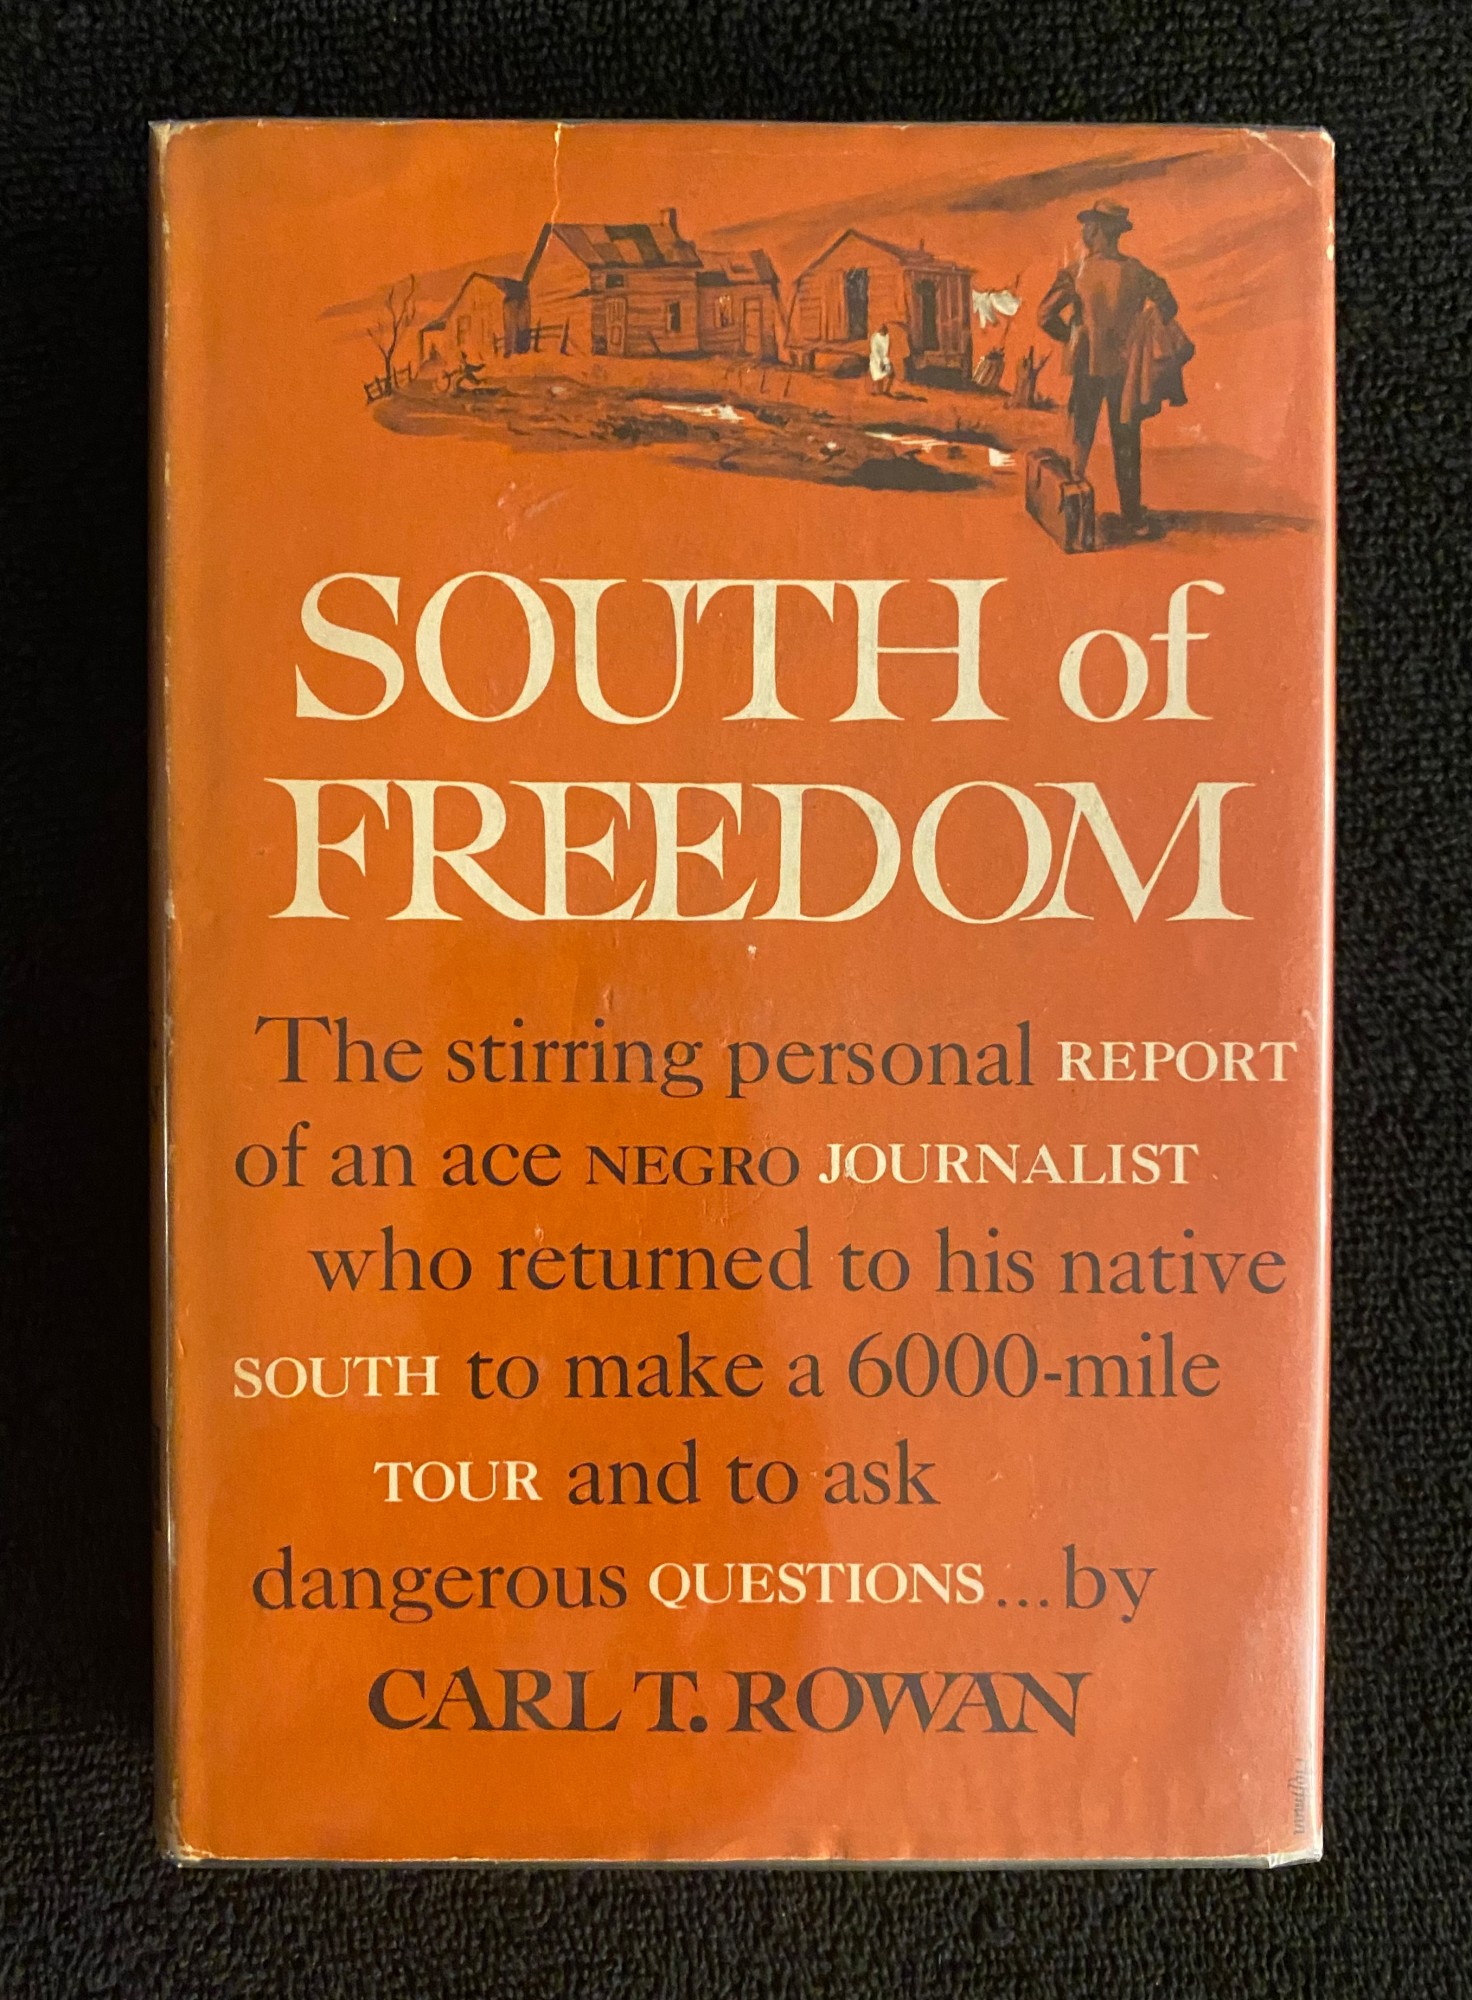 SOUTH of
FREEDOM
The stirring personal REPORT
of an ace NEGRO JOURNALIST
who returned to his native
SOUTH to make a 6000-mile
TOUR and to ask
dangerous QUESTIONS...by
CARL T. ROWAN